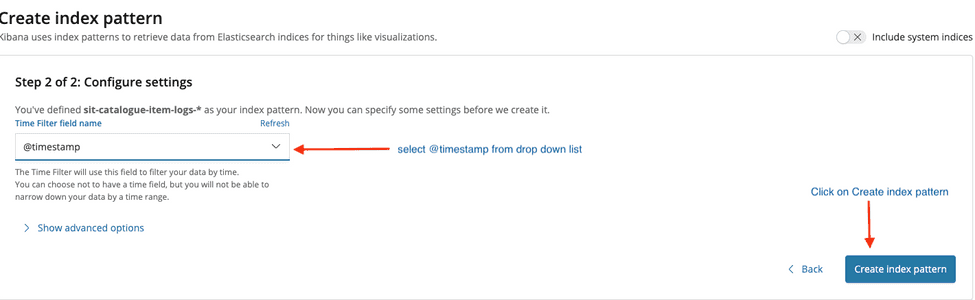 Create index pattern
Kibana uses index patterns to retrieve data from Elasticsearch indices for things like visualizations.
Include system indices
Step 2 of 2: Configure settings
You've defined sit-catalogue-item-logs-* as your index pattern. Now you can specify some settings before we create it.
Time Filter field name
Refresh
@timestamp
select @timestamp from drop down list
The Time Filter will use this field to filter your data by time.
You can choose not to have a time field, but you will not be able to
narrow down your data by a time range.
Click on Create index pattern
Show advanced options
Back
Create index pattern